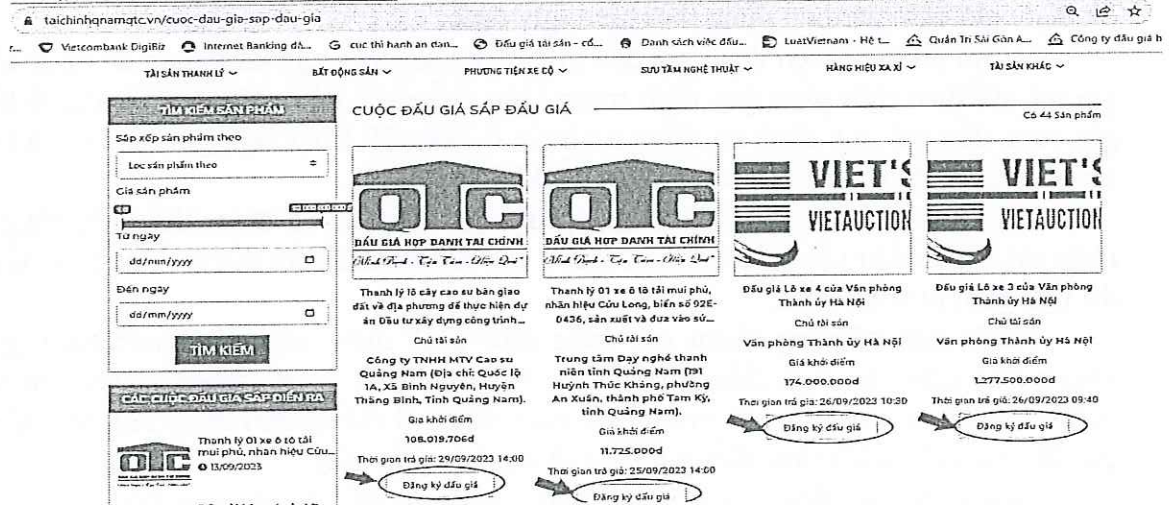 taichinhqnamqtc.vn/cuoc-dau-gia-sap-dau-gia
Vietcombank DigiBiz
Internet Banking dà...
cuc thi hanh an dan...
Đấu giá tài sản – cổ...
Danh sách việc đấu...
LuatVietnam - Hệ t...
Quán Tri Sài Gòn A...
Công ty đấu giá h
TÀI SẢN THANH LÝ
BẤT ĐỘNG SẢN
PHƯƠNG TIỆN XE CỘ
SƯU TẦM NGHỆ THUẬT
HÀNG HIỆU XA XỈ
TÀI SẢN KHÁC
TÌM KIẾM SẢN PHẨM
Sắp xếp sản phẩm theo
Lọc sản phẩm theo
Giá sản phẩm
Từ ngày
dd/mm/yyyy
Đến ngày
dd/mm/yyyy
TÌM KIẾM
CÁC CUỘC ĐẤU GIÁ SẮP DIỄN RA
Thanh lý 01 xe ô tô tải
mui phủ, nhãn hiệu Cửu...
13/09/2023
CUỘC ĐẤU GIÁ SẮP ĐẤU GIÁ
Có 44 Sản phẩm
QTC
ĐẤU GIÁ HỢP DANH TÀI CHÍNH
Minh Bạch - Tận Tâm - Hiệu Quả
Thanh lý lô cây cao su bàn giao
đất về địa phương để thực hiện dự
án Đầu tư xây dựng công trình...
Chủ tài sản
Công ty TNHH MTV Cao su
Quảng Nam (Địa chỉ: Quốc lộ
1A, Xã Bình Nguyên, Huyện
Thăng Bình, Tỉnh Quảng Nam).
Giá khởi điểm
108.019.706đ
Thời gian trả giá: 29/09/2023 14:00
Đăng ký đấu giá
QTC
ĐẤU GIÁ HỢP DANH TÀI CHÍNH
Minh Bạch - Tận Tâm - Hiệu Quả
Thanh lý 01 xe ô tô tải mui phủ,
nhãn hiệu Cửu Long, biển số 92E-
0436, sản xuất và đưa vào sử...
Chủ tài sản
Trung tâm Dạy nghề thanh
niên tỉnh Quảng Nam (191
Huỳnh Thúc Kháng, phường
An Xuân, thành phố Tam Kỳ,
tỉnh Quảng Nam).
Giá khởi điểm
11.725.000đ
Thời gian trả giá: 25/09/2023 14:00
Đăng ký đấu giá
VIET'S
VIETAUCTION
Đấu giá Lô xe 4 của Văn phòng
Thành ủy Hà Nội
Chủ tài sản
Văn phòng Thành ủy Hà Nội
Giá khởi điểm
174.000.000đ
Thời gian trả giá: 26/09/2023 10:30
Đăng ký đấu giá
VIET'S
VIETAUCTION
Đấu giá Lô xe 3 của Văn phòng
Thành ủy Hà Nội
Chủ tài sản
Văn phòng Thành ủy Hà Nội
Giá khởi điểm
1.277.500.000đ
Thời gian trả giá: 26/09/2023 09:40
Đăng ký đấu giá